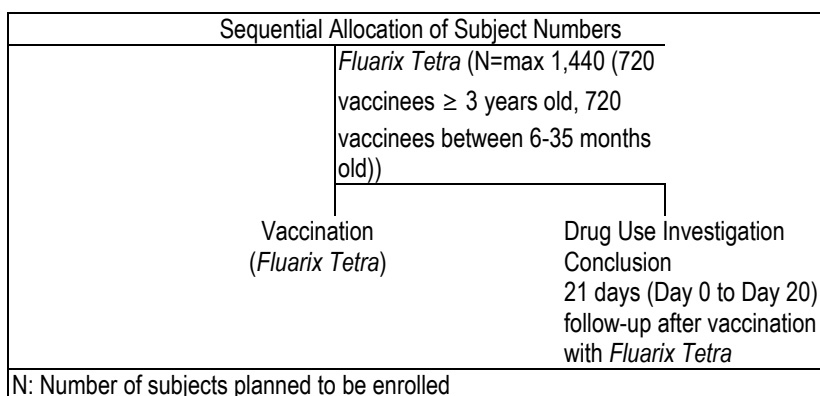 Sequential Allocation of Subject Numbers
Fluarix Tetra (N=max 1,440 (720
vaccinees ≥ 3 years old, 720
vaccinees between 6-35 months
old))
Vaccination
(Fluarix Tetra)
Drug Use Investigation
Conclusion
21 days (Day 0 to Day 20)
follow-up after vaccination
with Fluarix Tetra
N: Number of subjects planned to be enrolled